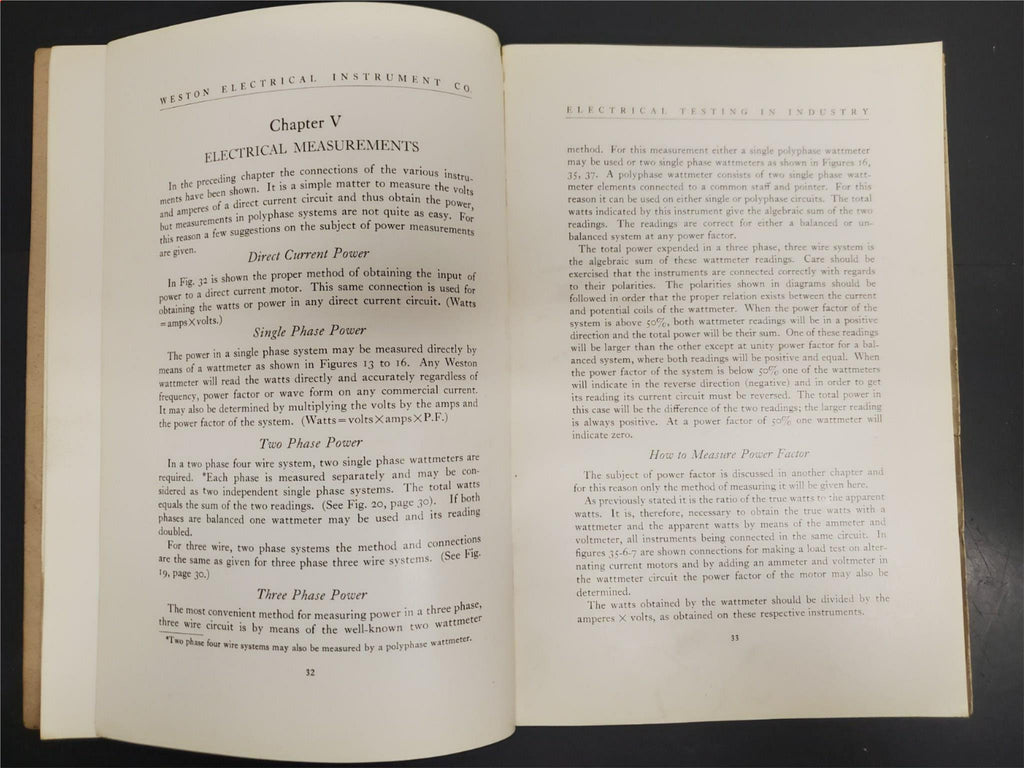 WESTON ELECTRICAL INSTRUMENT CO.
Chapter V
ELECTRICAL MEASUREMENTS
In the preceding chapter the connections of the various instru-
ments have been shown. It is a simple matter to measure the volts
and amperes of a direct current circuit and thus obtain the power,
but measurements in polyphase systems are not quite as easy. For
this reason a few suggestions on the subject of power measurements
are given.
Direct Current Power
In Fig. 32 is shown the proper method of obtaining the input of
power to a direct current motor. This same connection is used for
obtaining the watts or power in any direct current circuit. (Watts
=amps×volts.)
Single Phase Power
The power in a single phase system may be measured directly by
means of a wattmeter as shown in Figures 13 to 16. Any Weston
wattmeter will read the watts directly and accurately regardless of
frequency, power factor or wave form on any commercial current.
It may also be determined by multiplying the volts by the amps and
the power factor of the system. (Watts=volts×amps×P.F.)
Two Phase Power
In a two phase four wire system, two single phase wattmeters are
required. *Each phase is measured separately and may be con-
sidered as two independent single phase systems. The total watts
equals the sum of the two readings. (See Fig. 20, page 30). If both
phases are balanced one wattmeter may be used and its reading
doubled.
For three wire, two phase systems the method and connections
are the same as given for three phase three wire systems. (See Fig.
19, page 30.)
Three Phase Power
The most convenient method for measuring power in a three phase,
three wire circuit is by means of the well-known two wattmeter
*Two phase four wire systems may also be measured by a polyphase wattmeter.
32
ELECTRICAL TESTING IN INDUSTRY
method. For this measurement either a single polyphase wattmeter
may be used or two single phase wattmeters as shown in Figures 16,
35, 37. A polyphase wattmeter consists of two single phase watt-
meter elements connected to a common staff and pointer. For this
reason it can be used on either single or polyphase circuits. The total
watts indicated by this instrument give the algebraic sum of the two
readings. The readings are correct for either a balanced or un-
balanced system at any power factor.
The total power expended in a three phase, three wire system is
the algebraic sum of these wattmeter readings. Care should be
exercised that the instruments are connected correctly with regards
to their polarities. The polarities shown in diagrams should be
followed in order that the proper relation exists between the current
and potential coils of the wattmeter. When the power factor of the
system is above 50%, both wattmeter readings will be in a positive
direction and the total power will be their sum. One of these readings
will be larger than the other except at unity power factor for a bal-
anced system, where both readings will be positive and equal. When
the power factor of the system is below 50% one of the wattmeters
will indicate in the reverse direction (negative) and in order to get
its reading its current circuit must be reversed. The total power in
this case will be the difference of the two readings; the larger reading
is always positive. At a power factor of 50% one wattmeter will
indicate zero.
How to Measure Power Factor
The subject of power factor is discussed in another chapter and
for this reason only the method of measuring it will be given here.
As previously stated it is the ratio of the true watts to the apparent
watts. It is, therefore, necessary to obtain the true watts with a
wattmeter and the apparent watts by means of the ammeter and
voltmeter, all instruments being connected in the same circuit. In
figures 35-6-7 are shown connections for making a load test on alter-
nating current motors and by adding an ammeter and voltmeter in
the wattmeter circuit the power factor of the motor may also be
determined.
The watts obtained by the wattmeter should be divided by the
amperes × volts, as obtained on these respective instruments.
33